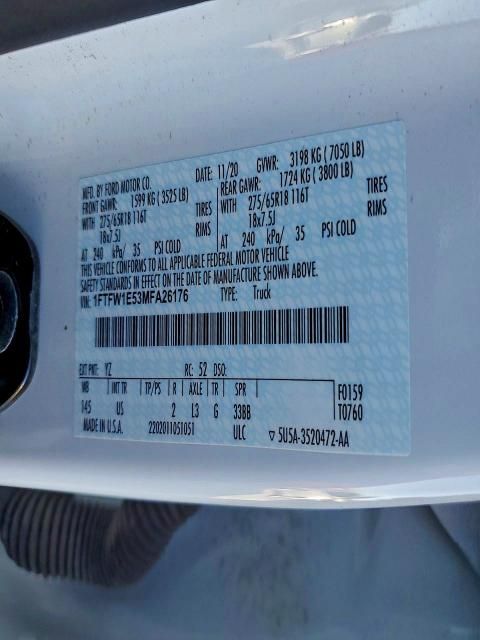 MFD. BY FORD MOTOR CO. DATE: 11/20 GVWR: 3198 KG ( 7050 LB)
FRONT GAWR: 1599 KG ( 3525 LB) REAR GAWR: 1724 KG ( 3800 LB)
WITH 275/65R18 116T TIRES WITH 275/65R18 116T TIRES
18x7.5J RIMS 18x7.5J RIMS
AT 240 kPa/ 35 PSI COLD AT 240 kPa/ 35 PSI COLD
THIS VEHICLE CONFORMS TO ALL APPLICABLE FEDERAL MOTOR VEHICLE
SAFETY STANDARDS IN EFFECT ON THE DATE OF MANUFACTURE SHOWN ABOVE.
VIN: 1FTFW1E53MFA26176 TYPE: Truck
EXT PNT: YZ RC: 52 DSO:
WB INT TR TP/PS R AXLE TR SPR F0159
145 US 2 L3 G 33BB T0760
MADE IN U.S.A. 2202011051051 ULC ▽ 5U5A-3520472-AA